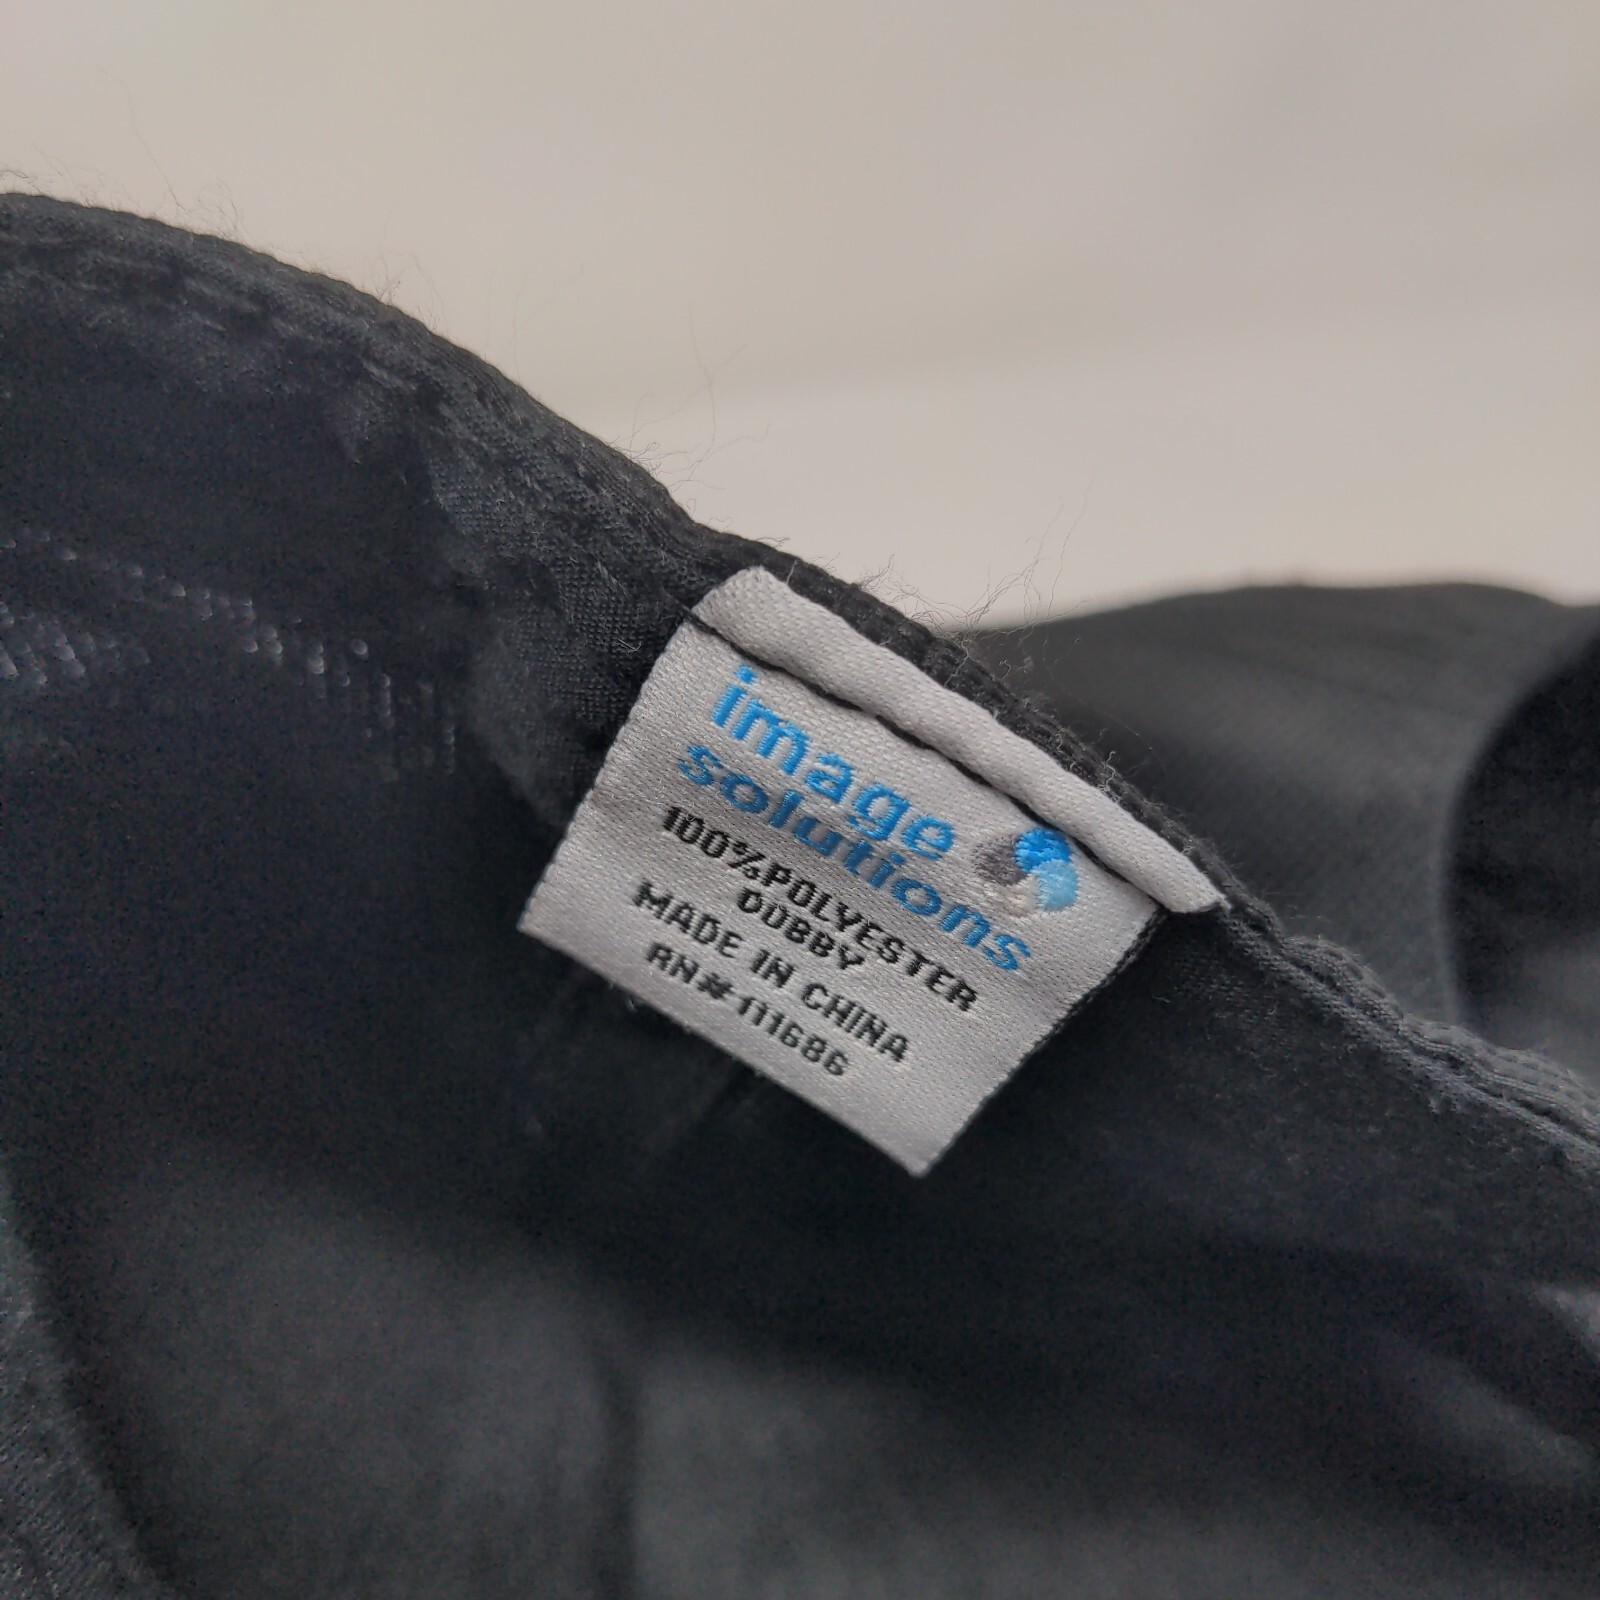 image
solutions
100%POLYESTER
DOBBY
MADE IN CHINA
RN#111686